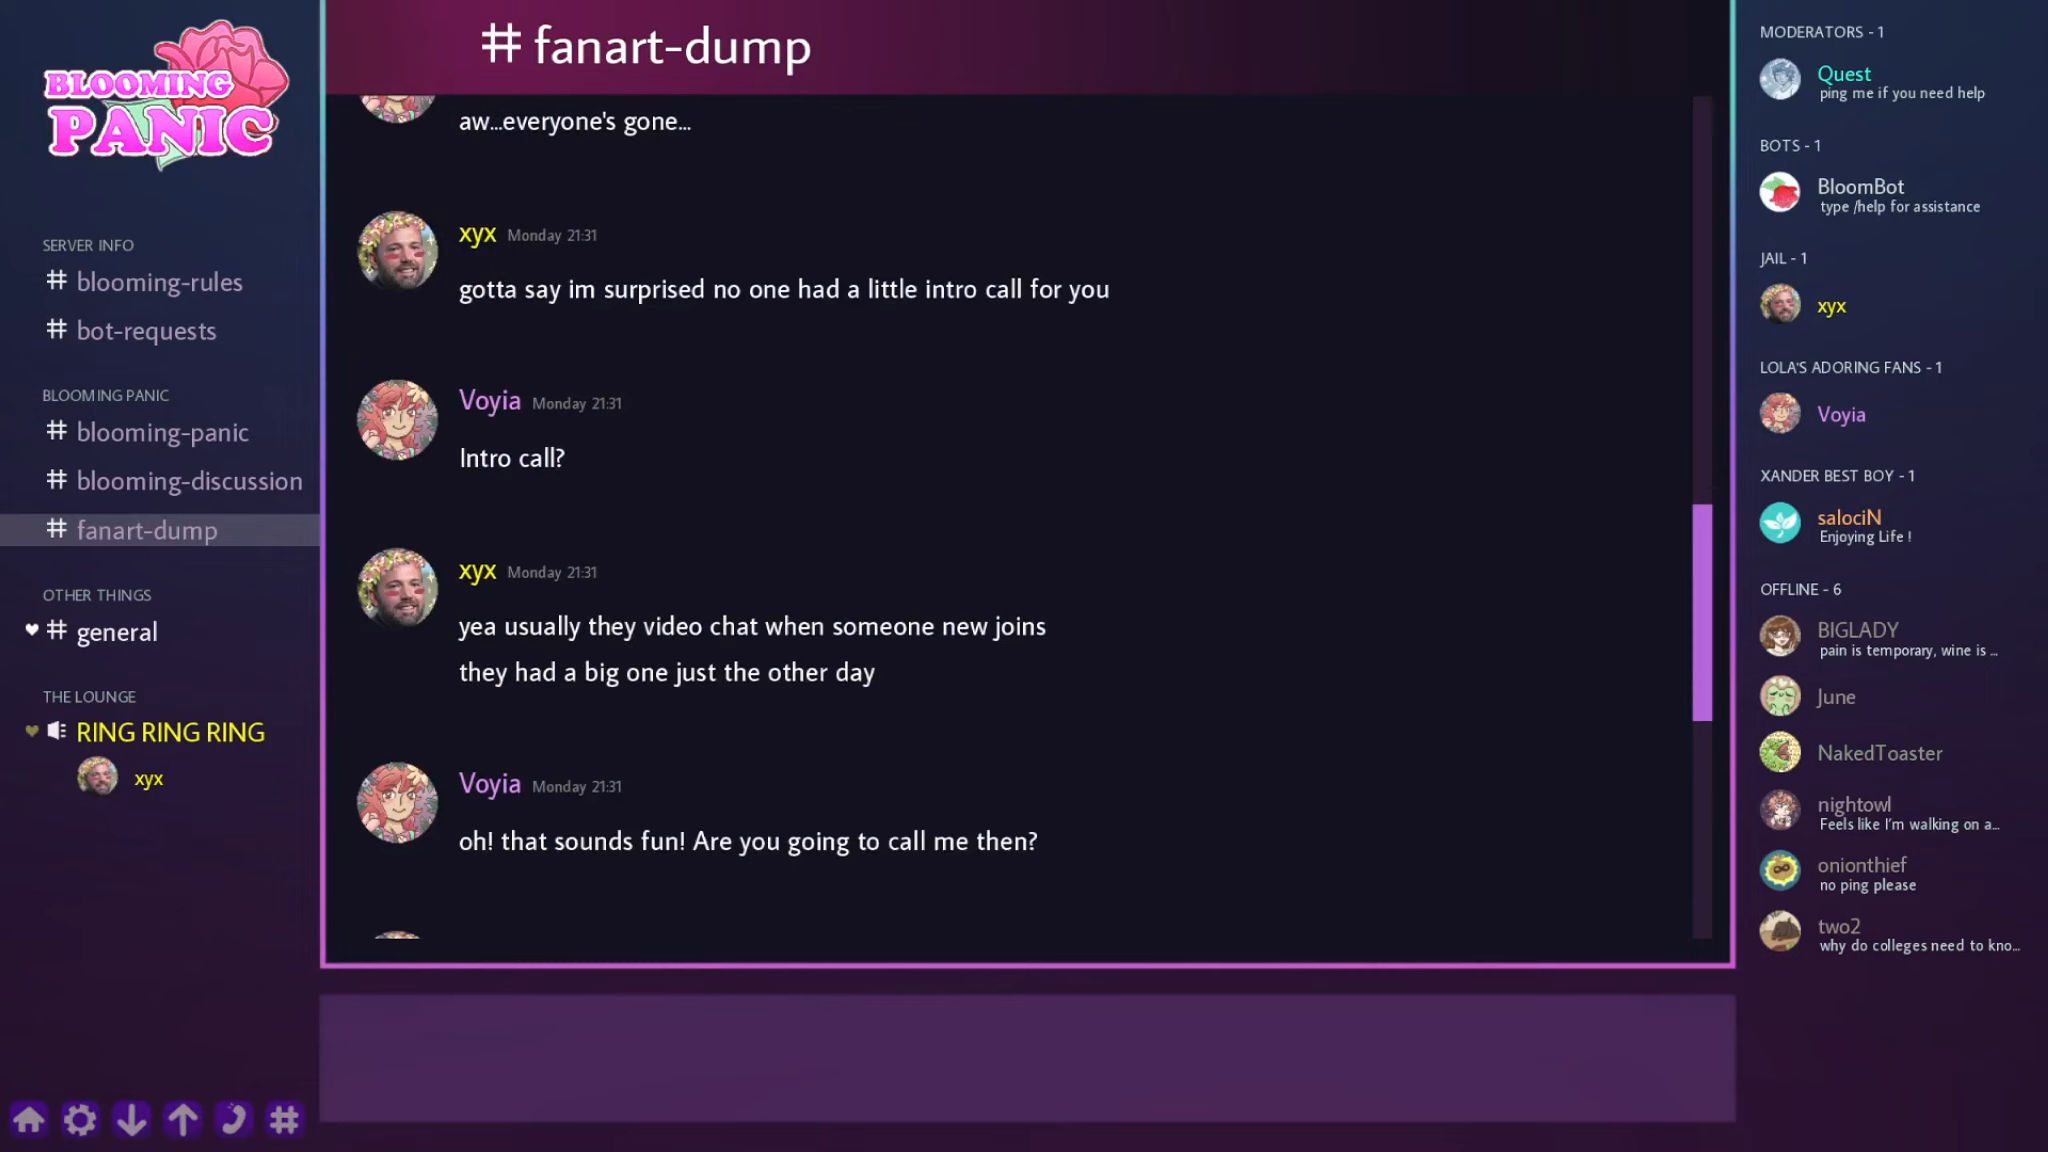 BLOOMING
PANIC
SERVER INFO
# blooming-rules
# bot-requests
BLOOMING PANIC
# blooming-panic
# blooming-discussion
# fanart-dump
OTHER THINGS
# general
THE LOUNGE
RING RING RING
xyx
# fanart-dump
aw...everyone's gone...
xyx Monday 21:31
gotta say im surprised no one had a little intro call for you
Voyia Monday 21:31
Intro call?
xyx Monday 21:31
yea usually they video chat when someone new joins
they had a big one just the other day
Voyia Monday 21:31
oh! that sounds fun! Are you going to call me then?
MODERATORS - 1
Quest
ping me if you need help
BOTS - 1
BloomBot
type /help for assistance
JAIL - 1
xyx
LOLA'S ADORING FANS - 1
Voyia
XANDER BEST BOY - 1
salociN
Enjoying Life !
OFFLINE - 6
BIGLADY
pain is temporary, wine is ...
June
NakedToaster
nightowl
Feels like I'm walking on a...
onionthief
no ping please
two2
why do colleges need to kno...
#